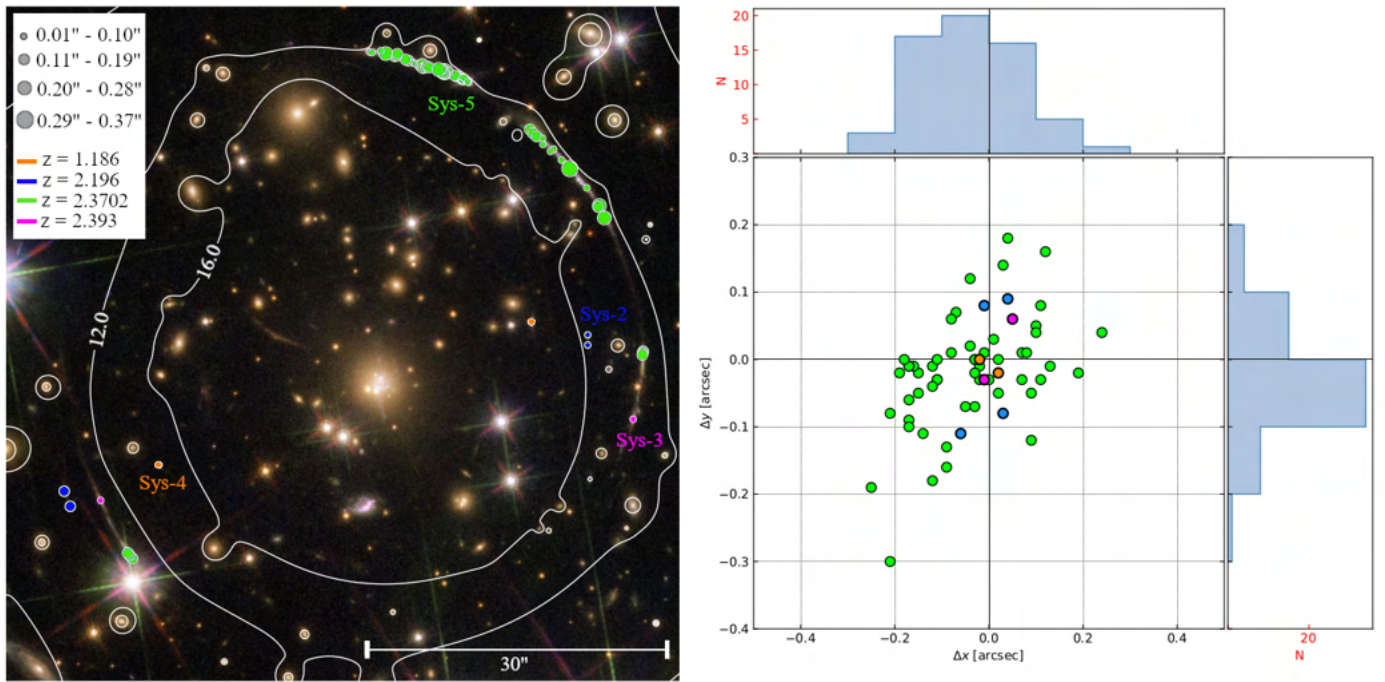 0.01" - 0.10"
0.11" - 0.19"
0.20" - 0.28"
0.29" - 0.37"
z = 1.186
z = 2.196
z = 2.3702
z = 2.393
Sys-5
16.0
12.0
Sys-2
Sys-3
Sys-4
30"
20
15
10
5
N
0.3
0.2
0.1
0.0
−0.1
−0.2
−0.3
−0.4
Δy [arcsec]
−0.4
−0.2
0.0
0.2
0.4
Δx [arcsec]
20
N